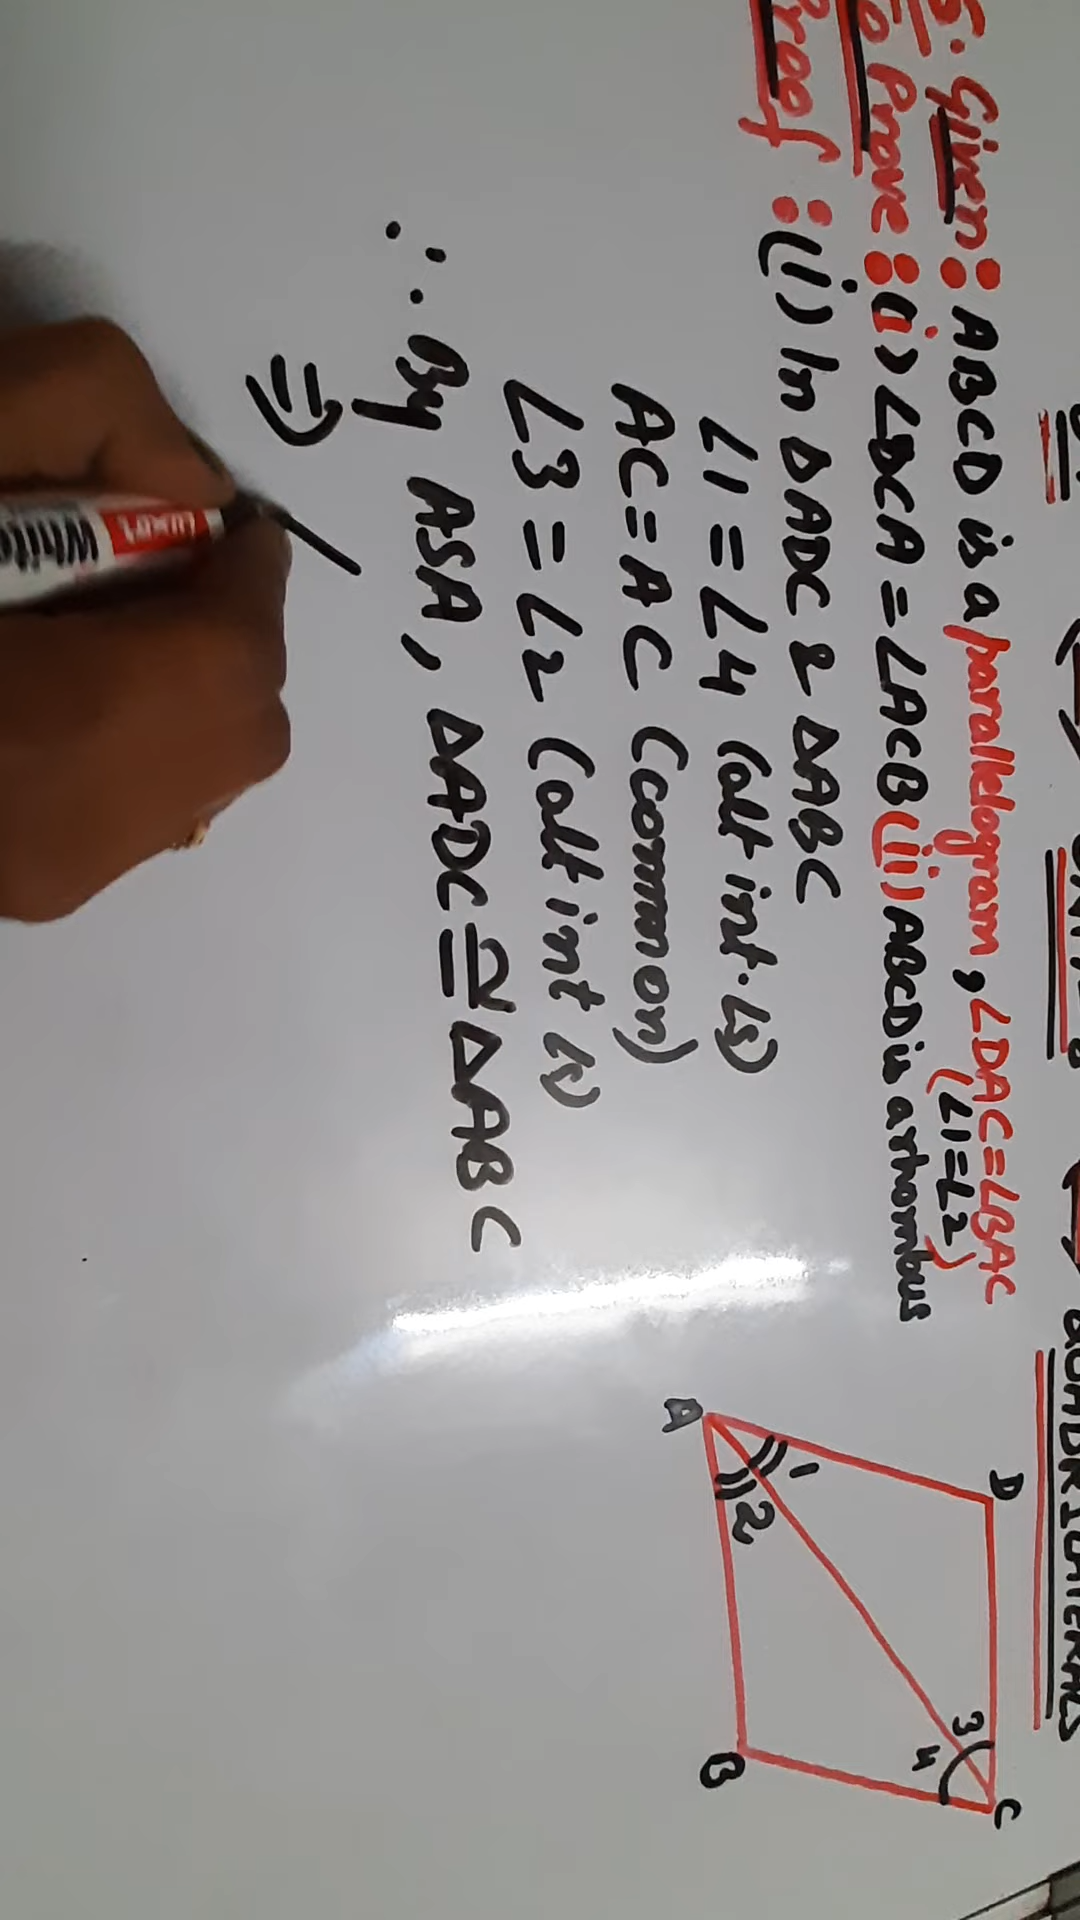 5. Given: ABCD is a parallelogram, ∠DAC=∠BAC
(∠1=∠2)
To Prove: (i) ∠DCA = ∠ACB (ii) ABCD is a rhombus
Proof: (i) In ΔADC & ΔABC
∠1 = ∠4 (alt int. ∠s)
AC = AC (common)
∠3 = ∠2 (alt int ∠s)
∴ By ASA, ΔADC ≅ ΔABC
⇒
D
C
1
3
4
2
A
B
White